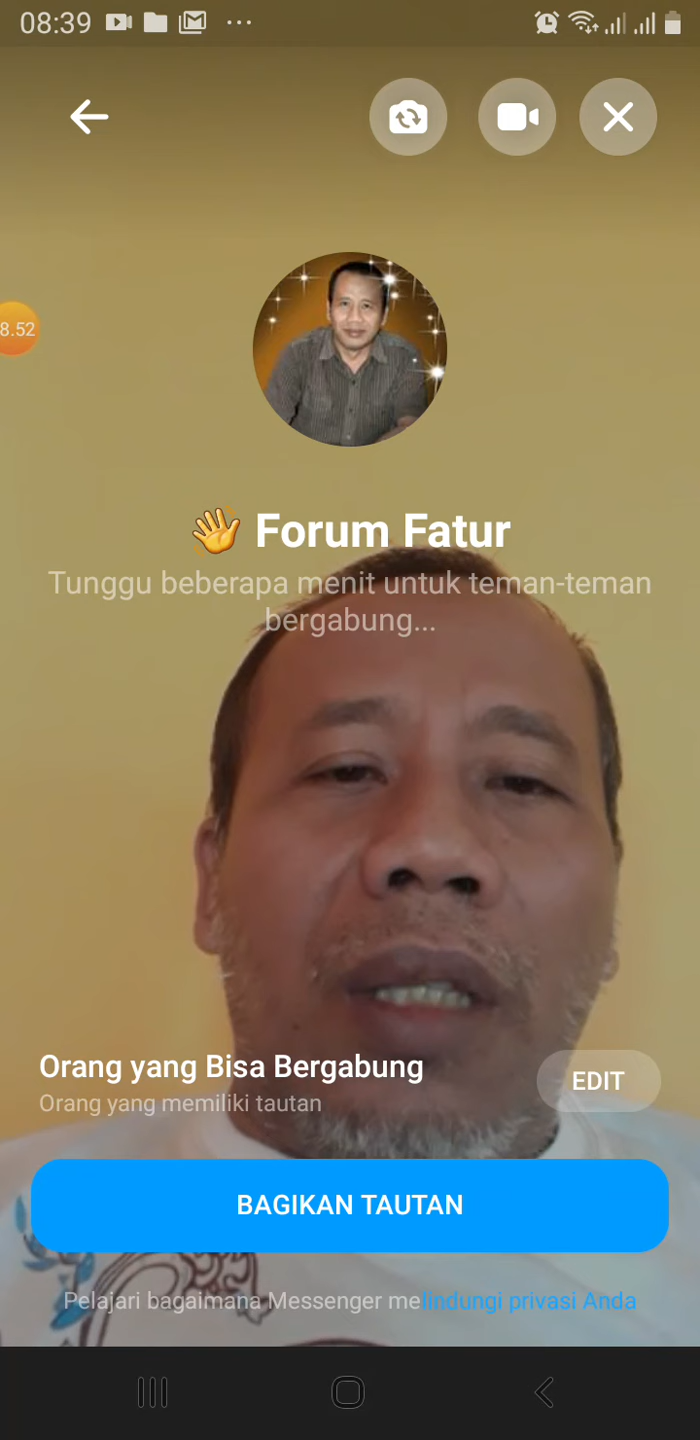 08:39
8.52
👋 Forum Fatur
Tunggu beberapa menit untuk teman-teman
bergabung...
Orang yang Bisa Bergabung
EDIT
Orang yang memiliki tautan
BAGIKAN TAUTAN
Pelajari bagaimana Messenger melindungi privasi Anda